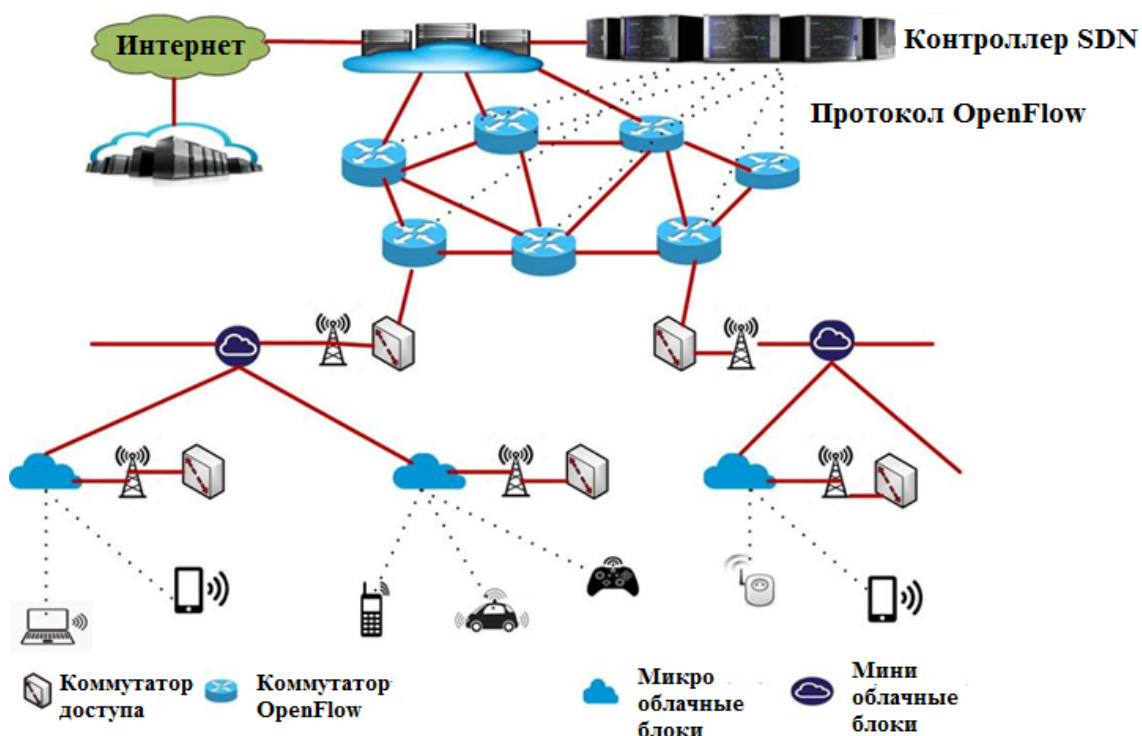 Интернет
Контроллер SDN
Протокол OpenFlow
Коммутатор
доступа
Коммутатор
OpenFlow
Микро
облачные
блоки
Мини
облачные
блоки